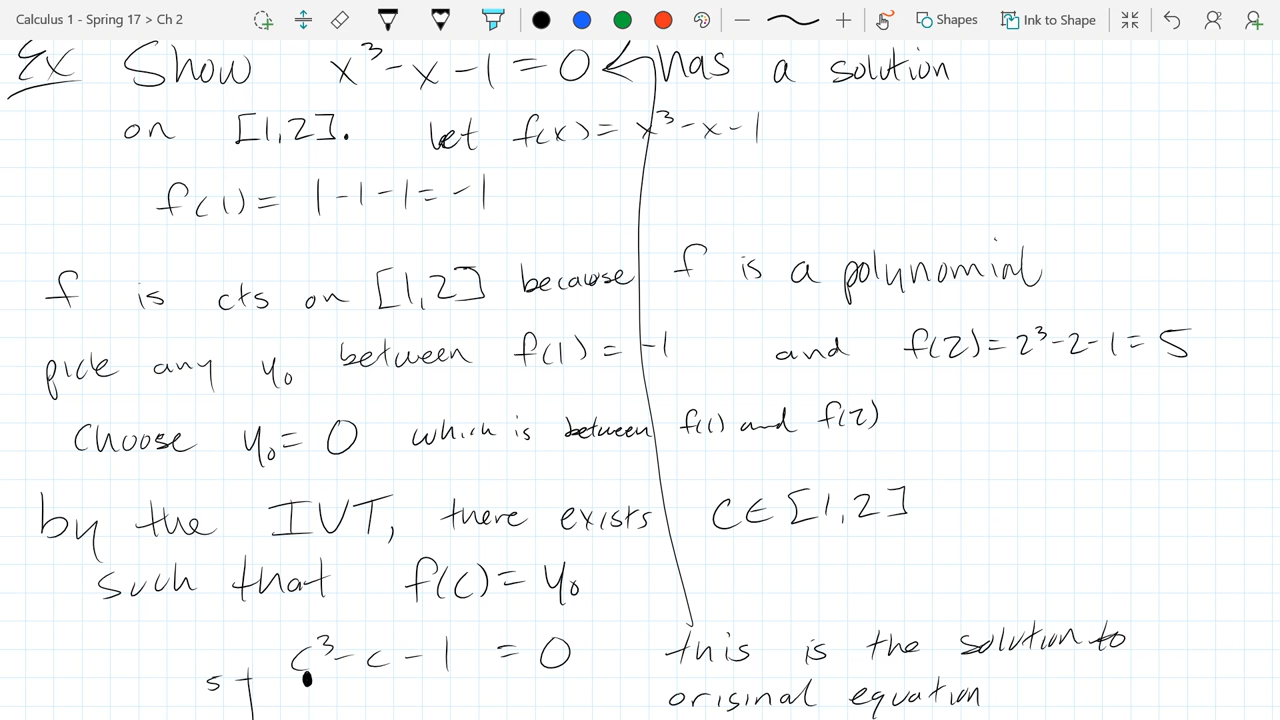 Calculus 1 - Spring 17 > Ch 2
Shapes
Ink to Shape
Ex Show x³-x-1=0 has a solution
on [1,2]. Let f(x)=x³-x-1
f(1)= 1-1-1=-1
f is cts on [1,2] because f is a polynomial
pick any y₀ between f(1)=-1 and f(2)=2³-2-1=5
Choose y₀=0 which is between f(1) and f(2)
by the IVT, there exists C∈[1,2]
such that f(c)=y₀
c³-c-1=0 this is the solution to
5
original equation